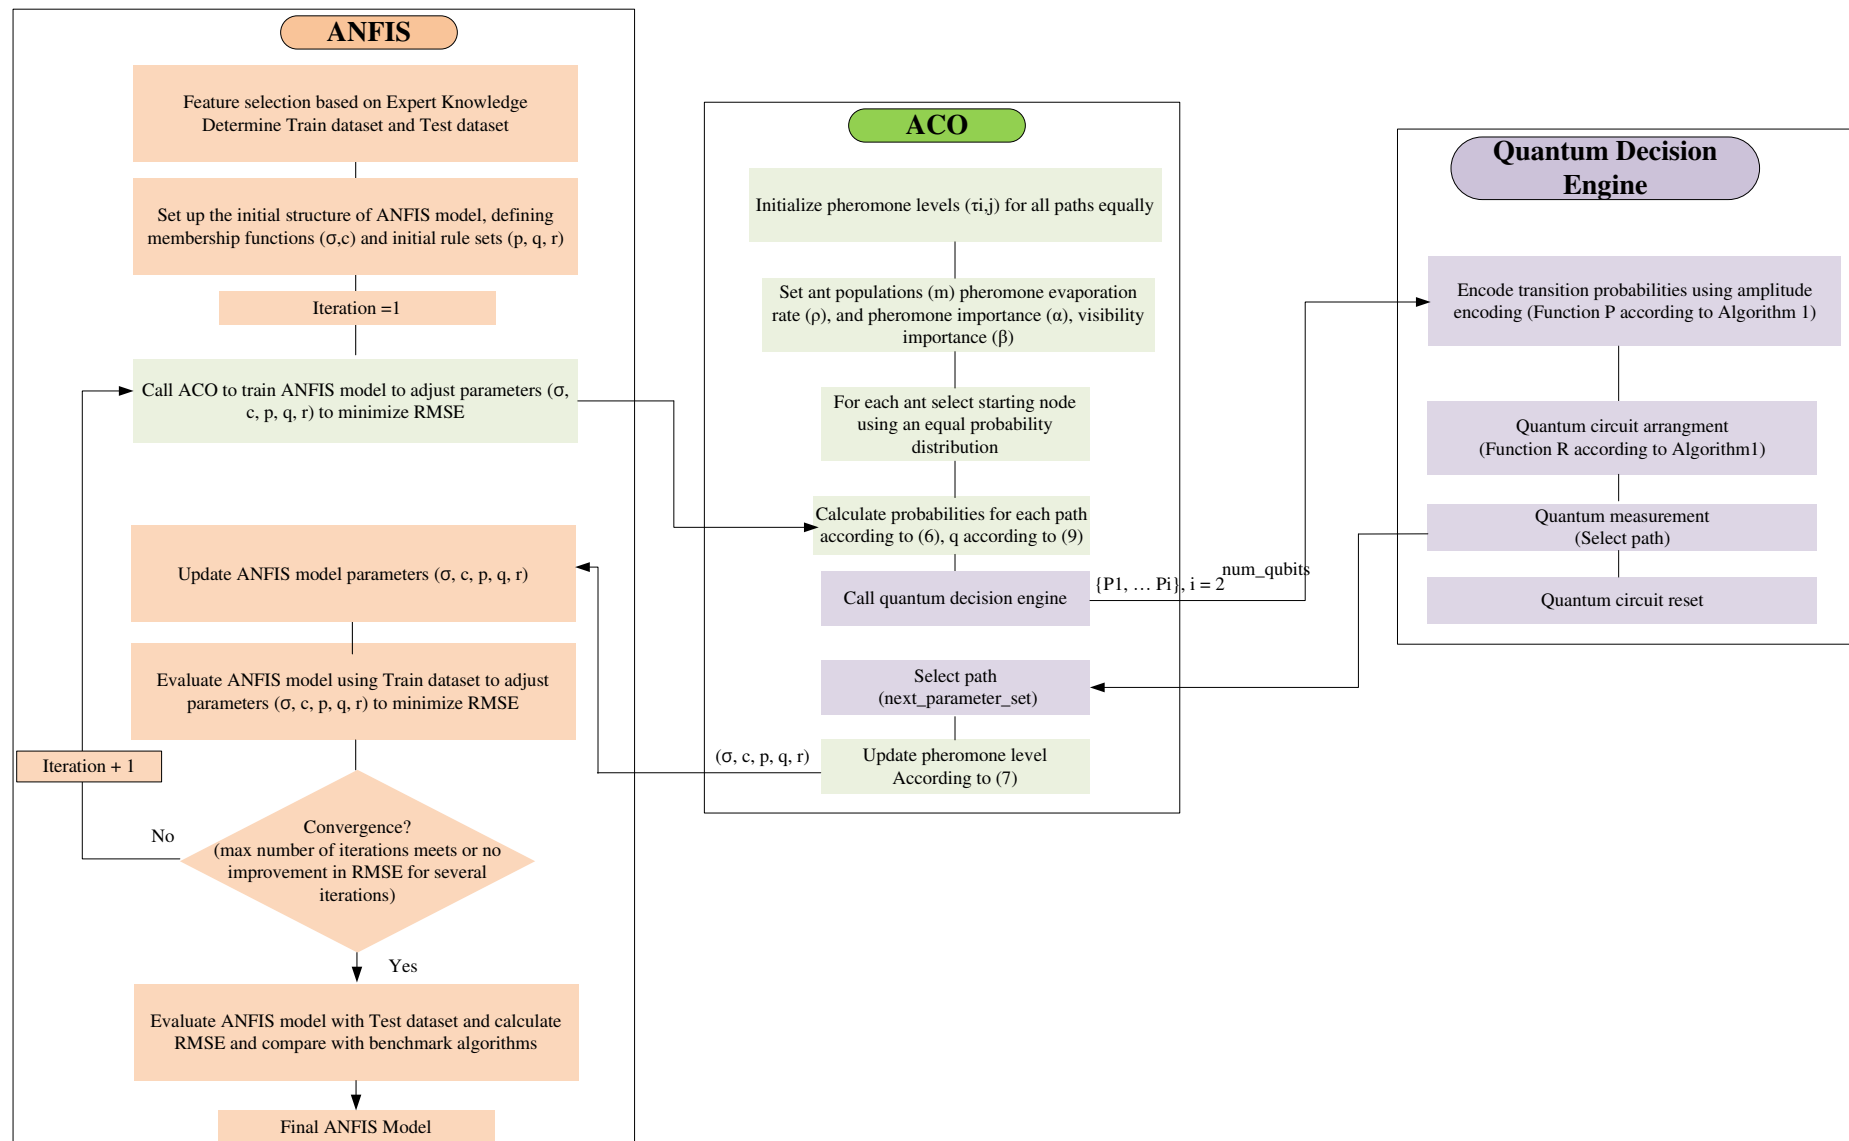 ANFIS
Feature selection based on Expert Knowledge
Determine Train dataset and Test dataset
Set up the initial structure of ANFIS model, defining
membership functions (σ,c) and initial rule sets (p, q, r)
Iteration =1
Call ACO to train ANFIS model to adjust parameters (σ,
c, p, q, r) to minimize RMSE
Update ANFIS model parameters (σ, c, p, q, r)
Evaluate ANFIS model using Train dataset to adjust
parameters (σ, c, p, q, r) to minimize RMSE
Iteration + 1
No
Convergence?
(max number of iterations meets or no
improvement in RMSE for several
iterations)
Yes
Evaluate ANFIS model with Test dataset and calculate
RMSE and compare with benchmark algorithms
Final ANFIS Model
ACO
Initialize pheromone levels (τi,j) for all paths equally
Set ant populations (m) pheromone evaporation
rate (ρ), and pheromone importance (α), visibility
importance (β)
For each ant select starting node
using an equal probability
distribution
Calculate probabilities for each path
according to (6), q according to (9)
Call quantum decision engine
{P1, … Pi}, i = 2^num_qubits
Select path
(next_parameter_set)
Update pheromone level
According to (7)
(σ, c, p, q, r)
Quantum Decision
Engine
Encode transition probabilities using amplitude
encoding (Function P according to Algorithm 1)
Quantum circuit arrangment
(Function R according to Algorithm1)
Quantum measurement
(Select path)
Quantum circuit reset